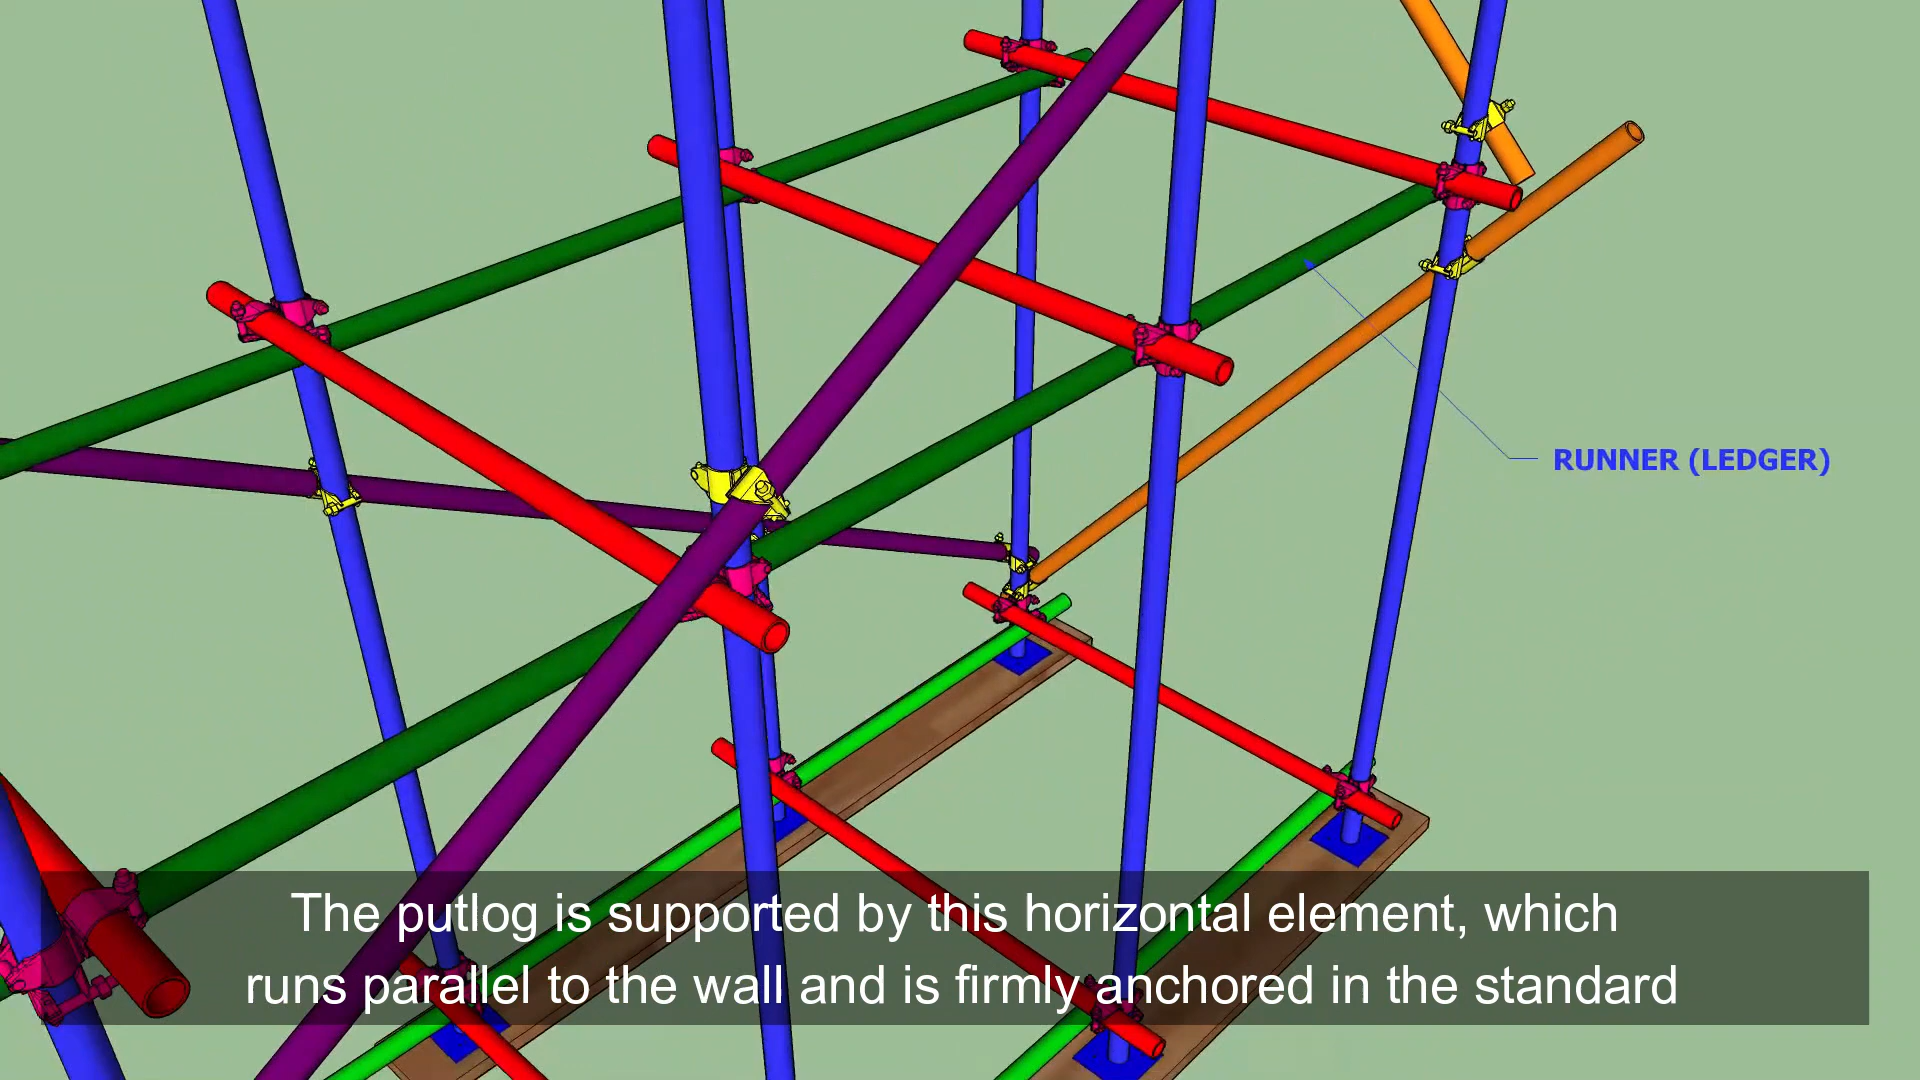 RUNNER (LEDGER)
The putlog is supported by this horizontal element, which
runs parallel to the wall and is firmly anchored in the standard